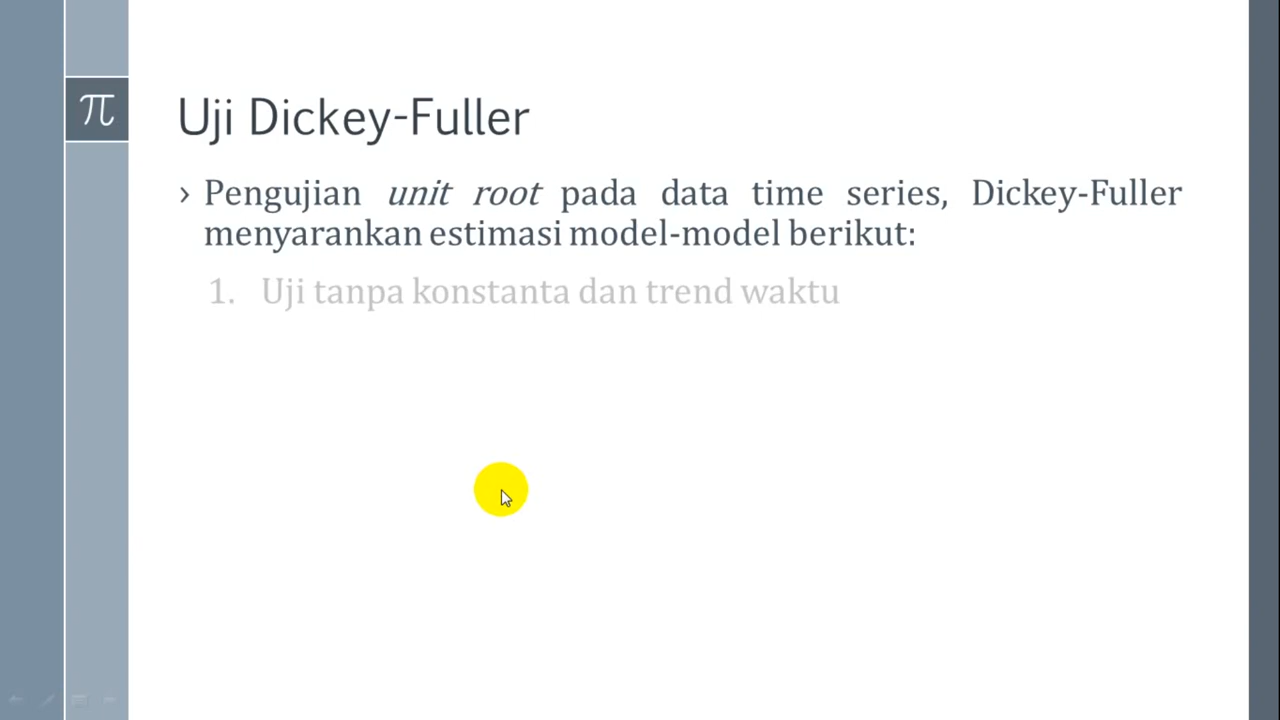 π
Uji Dickey-Fuller
› Pengujian unit root pada data time series, Dickey-Fuller
menyarankan estimasi model-model berikut:
1. Uji tanpa konstanta dan trend waktu